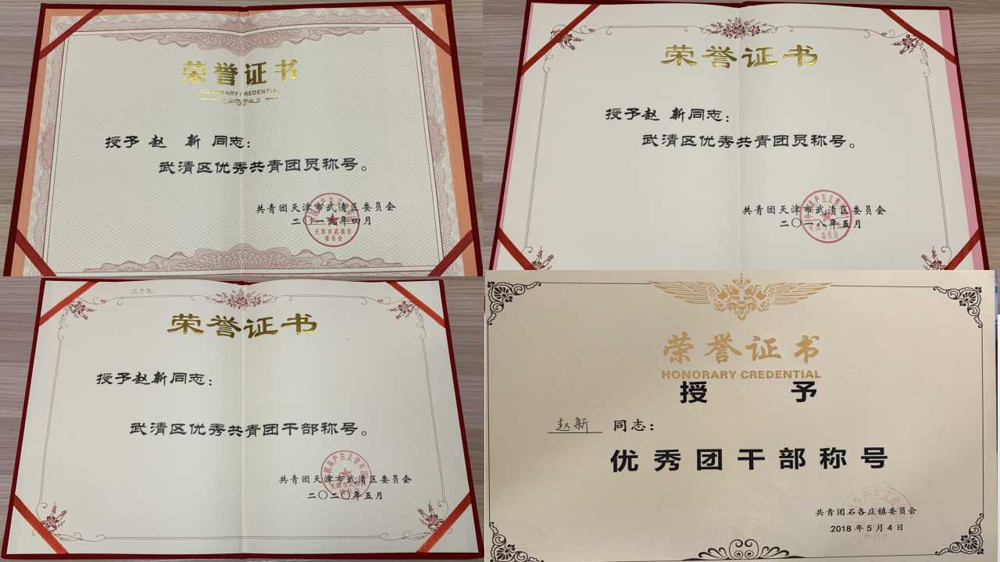 荣誉证书
HONORARY CREDENTIAL
授予 赵 新 同志：
武清区优秀共青团员称号。
共青团天津市武清区委员会
荣誉证书
授予赵 新同志：
武清区优秀共青团员称号。
共青团天津市武清区委员会
二〇一八年五月
荣誉证书
授予赵新同志：
武清区优秀共青团干部称号。
共青团天津市武清区委员会
二〇二〇年五月
荣誉证书
HONORARY CREDENTIAL
授 予
赵新 同志：
优秀团干部称号
共青团石各庄镇委员会
2018 年 5 月 4 日